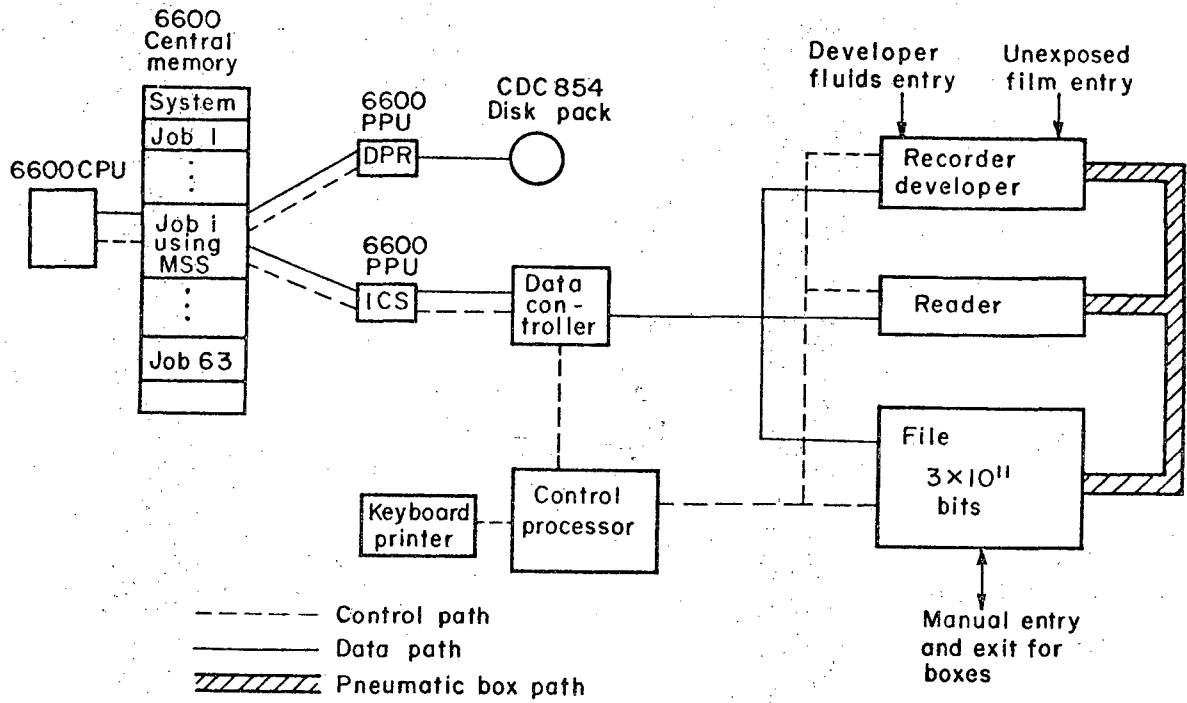 6600
Central
memory
System
Job 1
Job i
using
MSS
Job 63
6600 CPU
6600
PPU
DPR
CDC 854
Disk pack
6600
PPU
ICS
Data
con-
troller
Control
processor
Keyboard
printer
Developer
fluids entry
Unexposed
film entry
Recorder
developer
Reader
File
3×10¹¹
bits
Manual entry
and exit for
boxes
Control path
Data path
Pneumatic box path